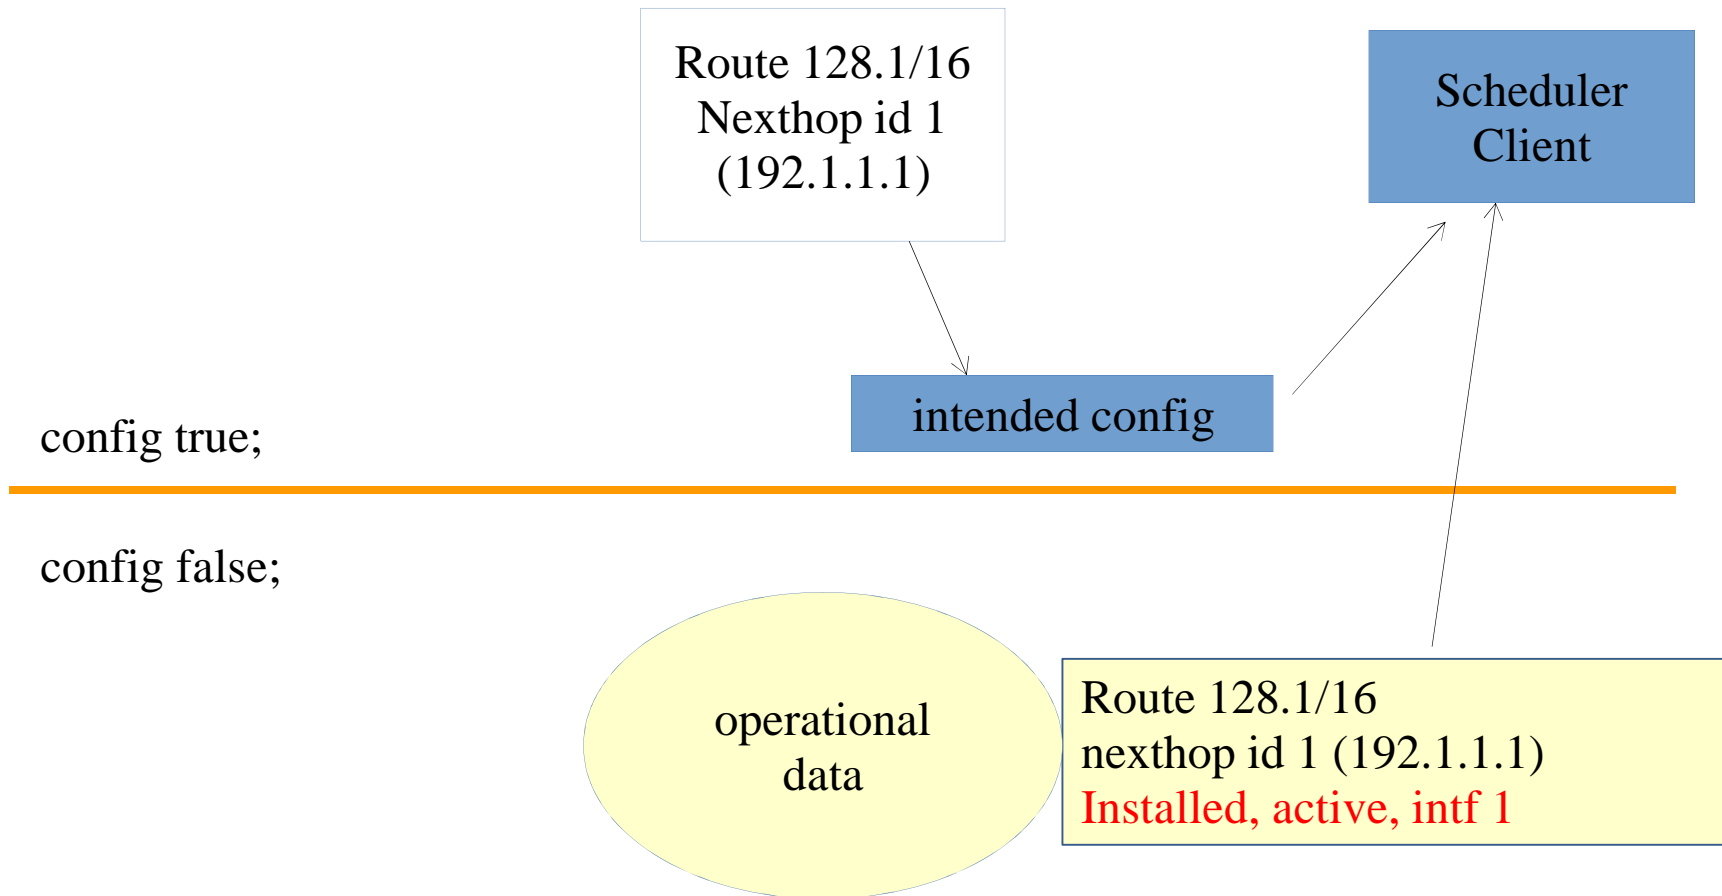 Route 128.1/16
Nexthop id 1
(192.1.1.1)
Scheduler
Client
intended config
config true;
config false;
operational
data
Route 128.1/16
nexthop id 1 (192.1.1.1)
Installed, active, intf 1